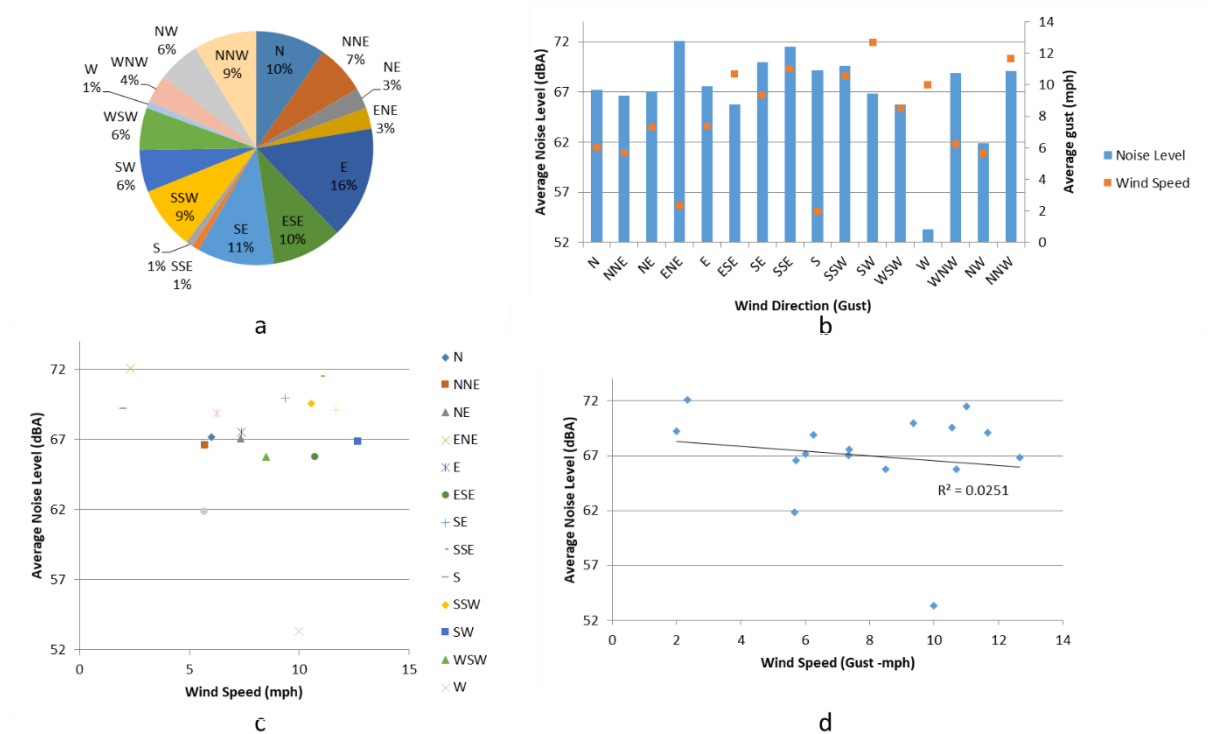 N
10%
NNE
7%
NE
3%
ENE
3%
E
16%
ESE
10%
SE
11%
SSE
1%
S
1%
SSW
9%
SW
6%
WSW
6%
W
1%
WNW
4%
NW
6%
NNW
9%
a
Average Noise Level (dBA)
72
67
62
57
52
14
12
10
8
6
4
2
0
Average gust (mph)
N NNE NE ENE E ESE SE SSE S SSW SW WSW W WNW NW NNW
Wind Direction (Gust)
Noise Level
Wind Speed
b
Average Noise Level (dBA)
72
67
62
57
52
0 5 10 15
Wind Speed (mph)
N
NNE
NE
ENE
E
ESE
SE
SSE
S
SSW
SW
WSW
W
c
Average Noise Level (dBA)
72
67
62
57
52
R² = 0.0251
0 2 4 6 8 10 12 14
Wind Speed (Gust -mph)
d